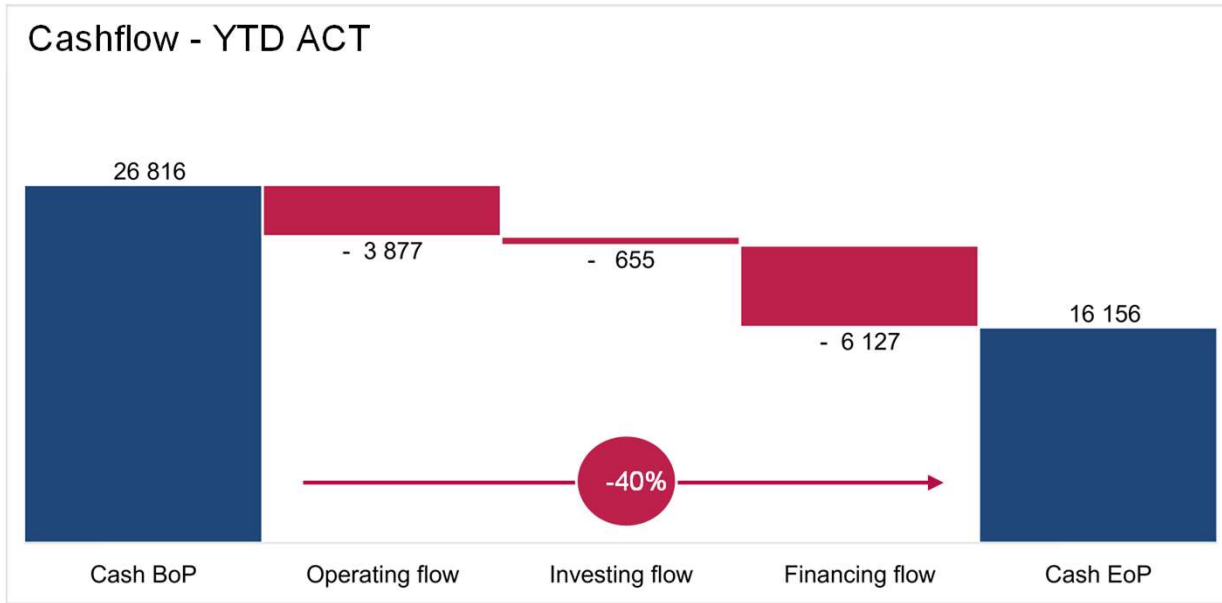 Cashflow - YTD ACT
26 816
- 3 877
- 655
- 6 127
16 156
-40%
Cash BoP
Operating flow
Investing flow
Financing flow
Cash EoP